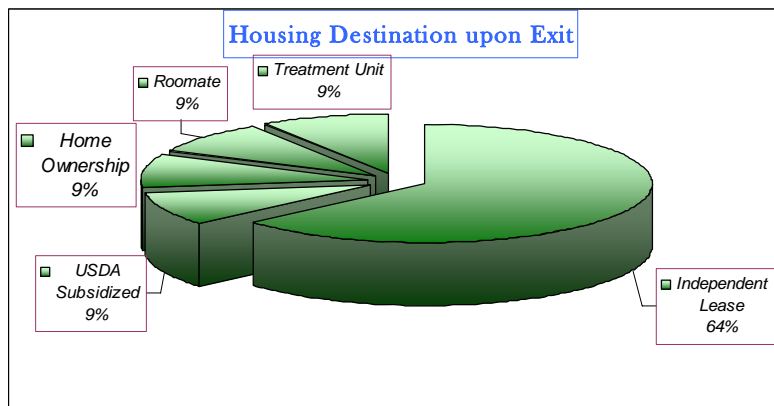 Housing Destination upon Exit
Roomate
9%
Treatment Unit
9%
Home
Ownership
9%
USDA
Subsidized
9%
Independent
Lease
64%